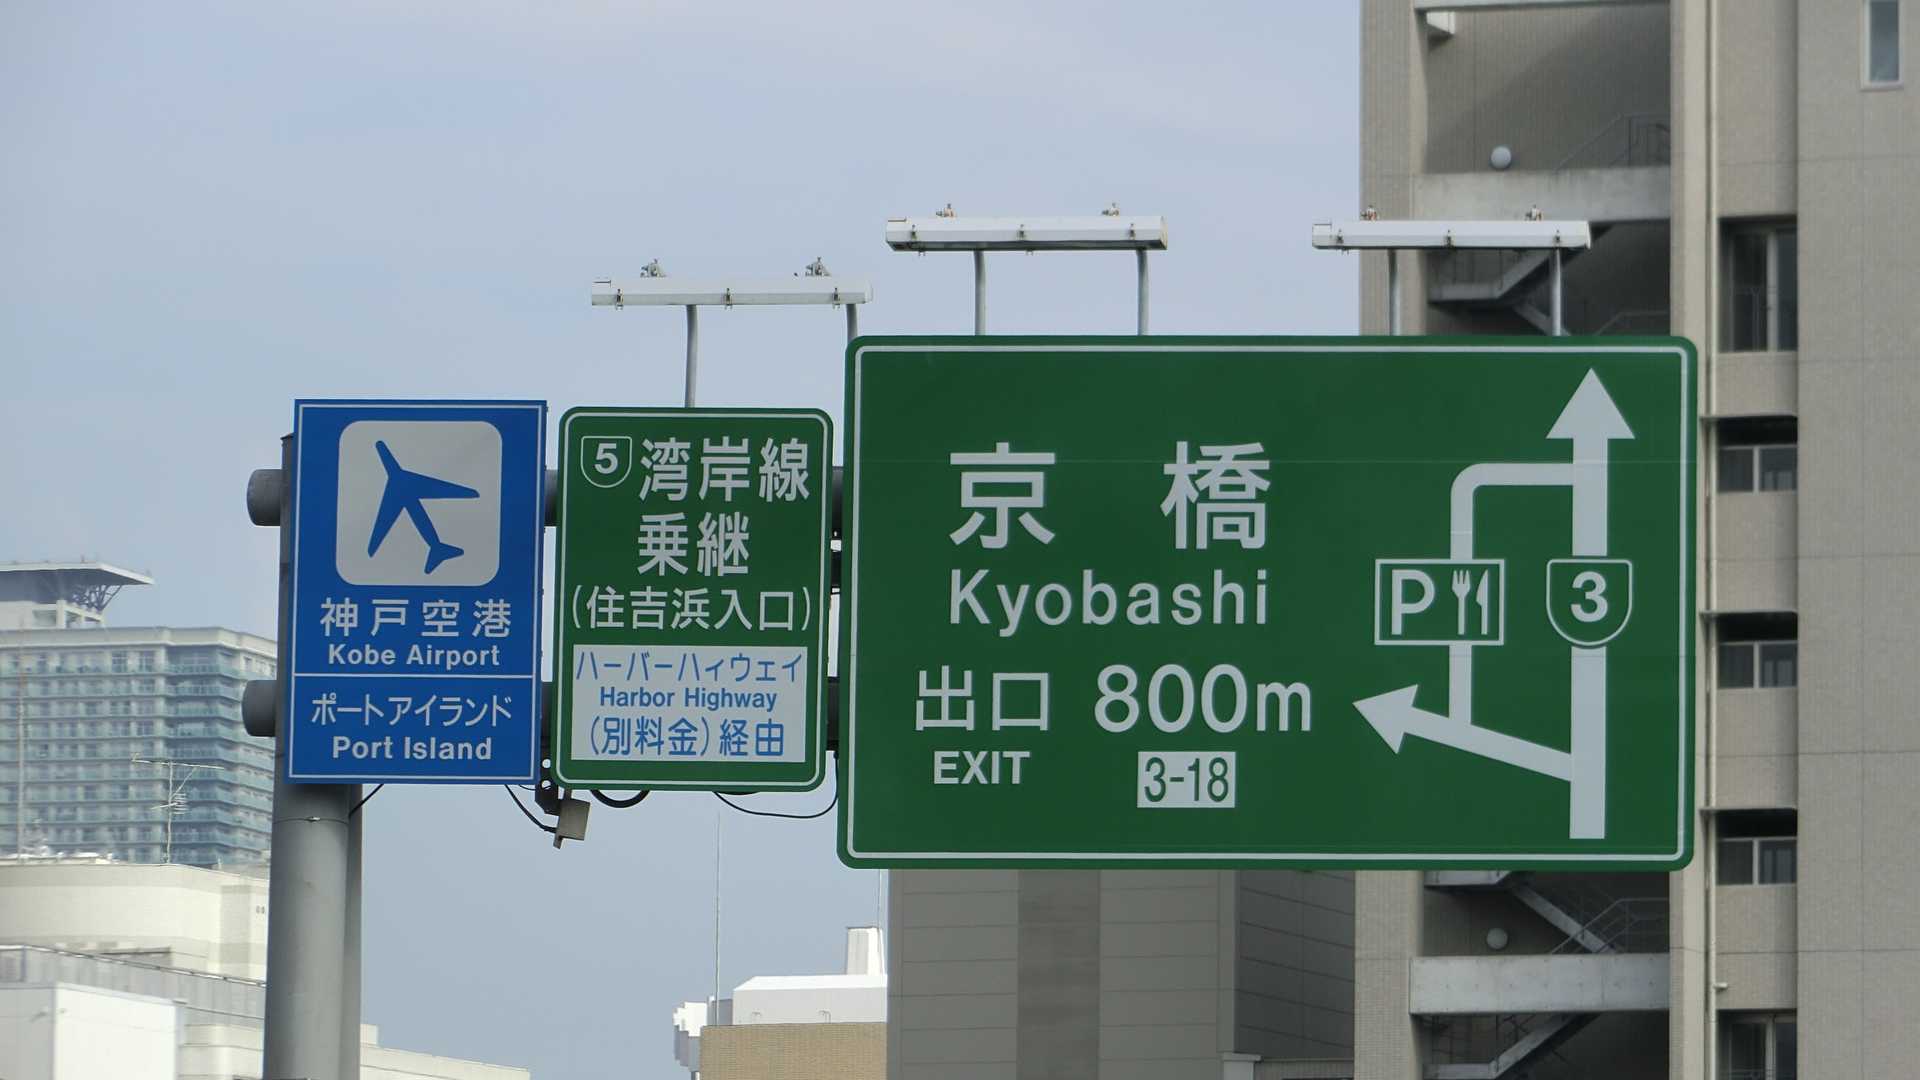 神戸空港
Kobe Airport
ポートアイランド
Port Island
5 湾岸線
乗継
(住吉浜入口)
ハーバーハイウェイ
Harbor Highway
(別料金)経由
京橋
Kyobashi
出口 800m
EXIT 3-18
P
3